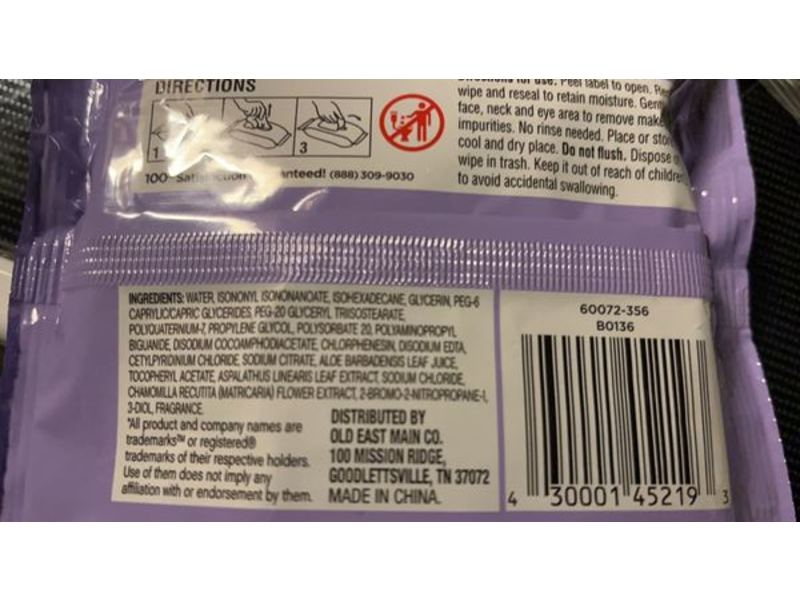 DIRECTIONS
1
3
100 Satisfaction anteed! (888) 309-9030
for use. Peel label to open.
wipe and reseal to retain moisture.
face, neck and eye area to remove
impurities. No rinse needed. Place or
cool and dry place. Do not flush. Dispose
wipe in trash. Keep it out of reach of
to avoid accidental swallowing.
INGREDIENTS: WATER, ISONONYL ISONONANOATE, ISOHEXADECANE, GLYCERIN, PEG-6
CAPRYLIC/CAPRIC GLYCERIDES, PEG-20 GLYCERYL TRIISOSTEARATE,
POLYQUATERNIUM-7, PROPYLENE GLYCOL, POLYSORBATE 20, POLYAMINOPROPYL
BIGUANIDE, DISODIUM COCOAMPHODIACETATE, CHLORPHENESIN, DISODIUM EDTA,
CETYLPYRIDINIUM CHLORIDE, SODIUM CITRATE, ALOE BARBADENSIS LEAF JUICE,
TOCOPHERYL ACETATE, ASPALATHUS LINEARIS LEAF EXTRACT, SODIUM CHLORIDE,
CHAMOMILLA RECUTITA (MATRICARIA) FLOWER EXTRACT, 2-BROMO-2-NITROPROPANE-1,
3-DIOL, FRAGRANCE.
*All product and company names are
trademarks™ or registered®
trademarks of their respective holders.
Use of them does not imply any
affiliation with or endorsement by them.
DISTRIBUTED BY
OLD EAST MAIN CO.
100 MISSION RIDGE,
GOODLETTSVILLE, TN 37072
MADE IN CHINA.
60072-356
B0136
4 30001 45219 3